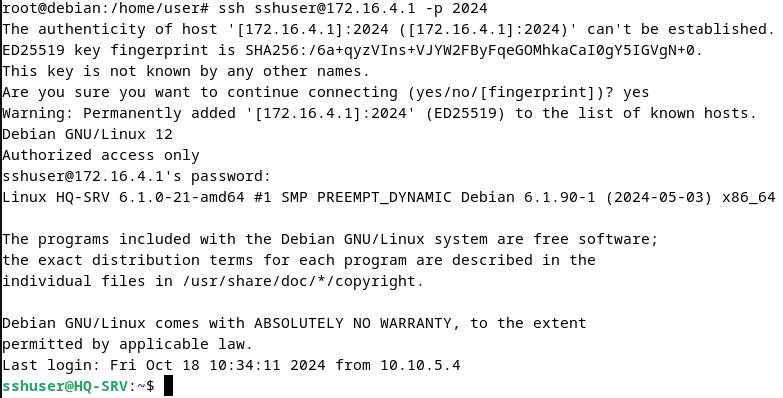 root@debian:/home/user# ssh sshuser@172.16.4.1 -p 2024
The authenticity of host '[172.16.4.1]:2024 ([172.16.4.1]:2024)' can't be established.
ED25519 key fingerprint is SHA256:/6a+qyzVIns+VJYW2FByFqeGOMhkaCaI0gY5IGVgN+0.
This key is not known by any other names.
Are you sure you want to continue connecting (yes/no/[fingerprint])? yes
Warning: Permanently added '[172.16.4.1]:2024' (ED25519) to the list of known hosts.
Debian GNU/Linux 12
Authorized access only
sshuser@172.16.4.1's password:
Linux HQ-SRV 6.1.0-21-amd64 #1 SMP PREEMPT_DYNAMIC Debian 6.1.90-1 (2024-05-03) x86_64
The programs included with the Debian GNU/Linux system are free software;
the exact distribution terms for each program are described in the
individual files in /usr/share/doc/*/copyright.
Debian GNU/Linux comes with ABSOLUTELY NO WARRANTY, to the extent
permitted by applicable law.
Last login: Fri Oct 18 10:34:11 2024 from 10.10.5.4
sshuser@HQ-SRV:~$